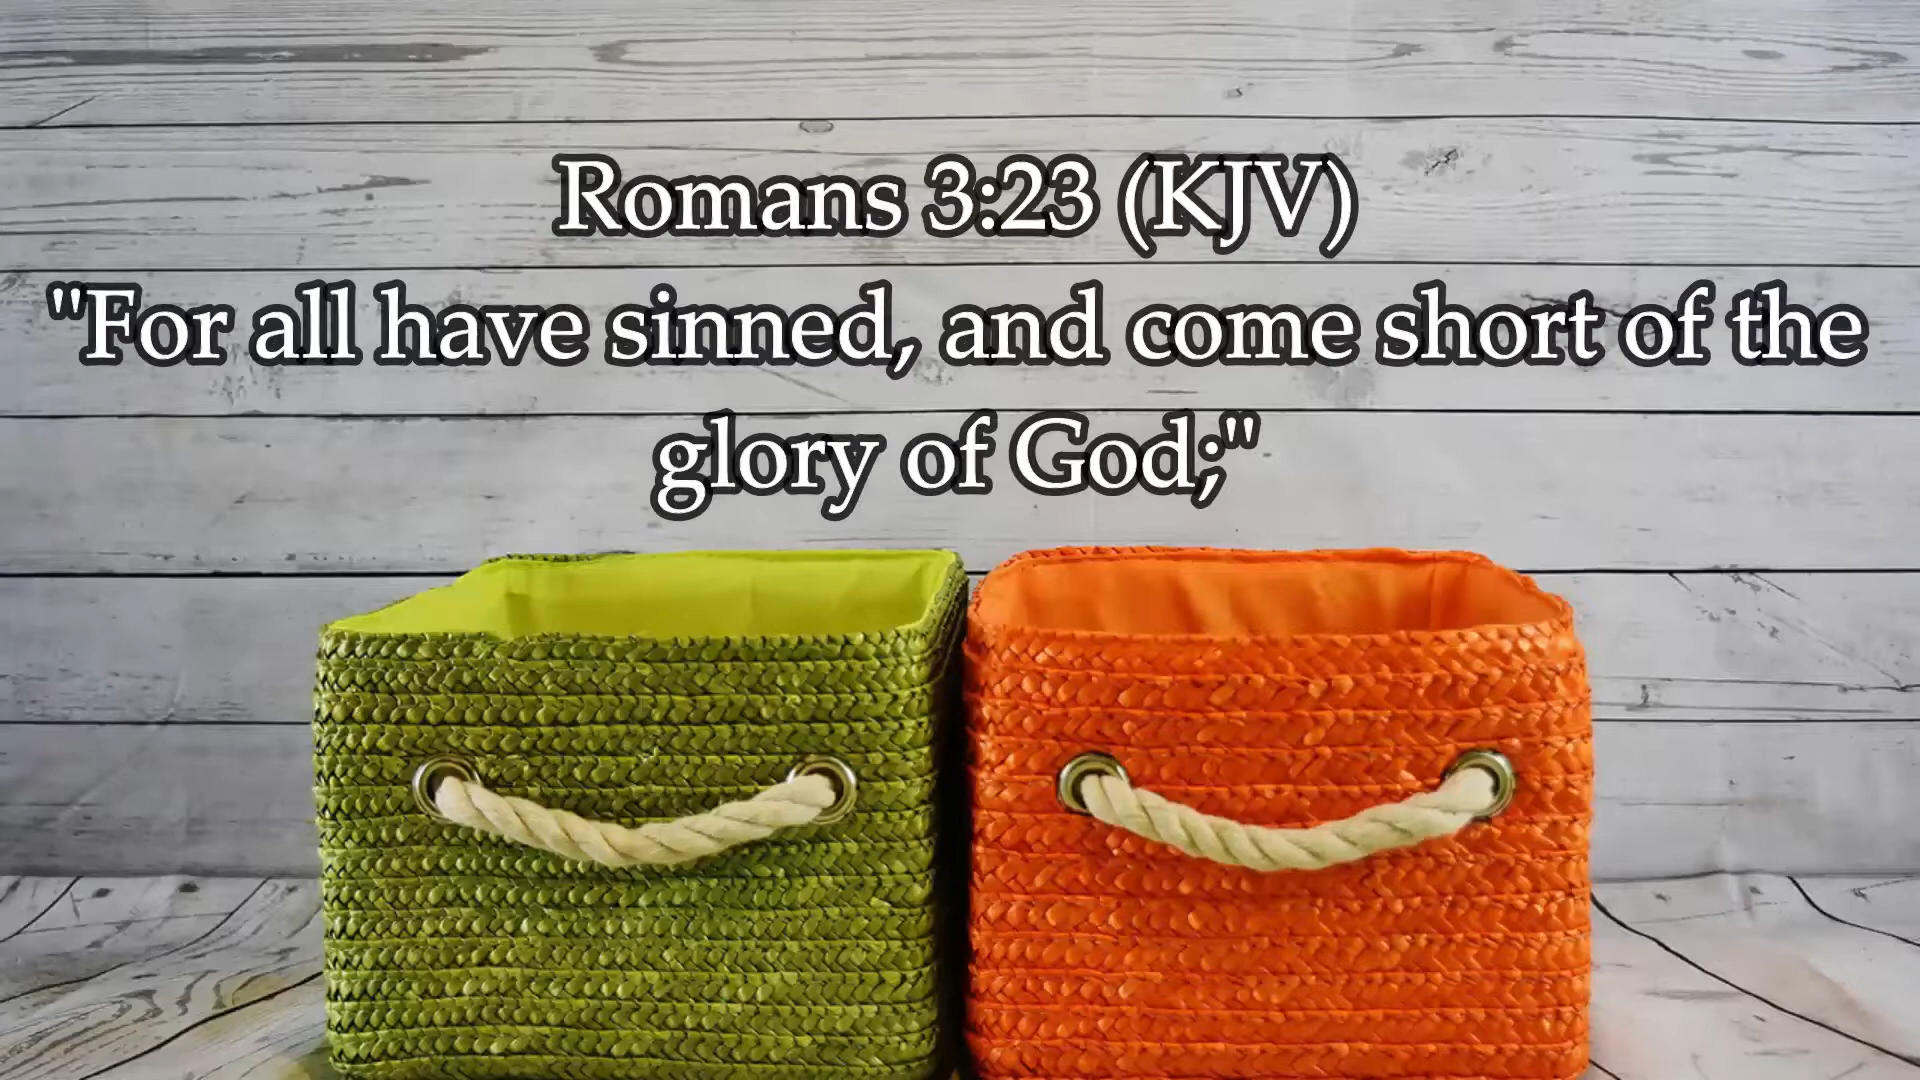 Romans 3:23 (KJV)
"For all have sinned, and come short of the
glory of God;"